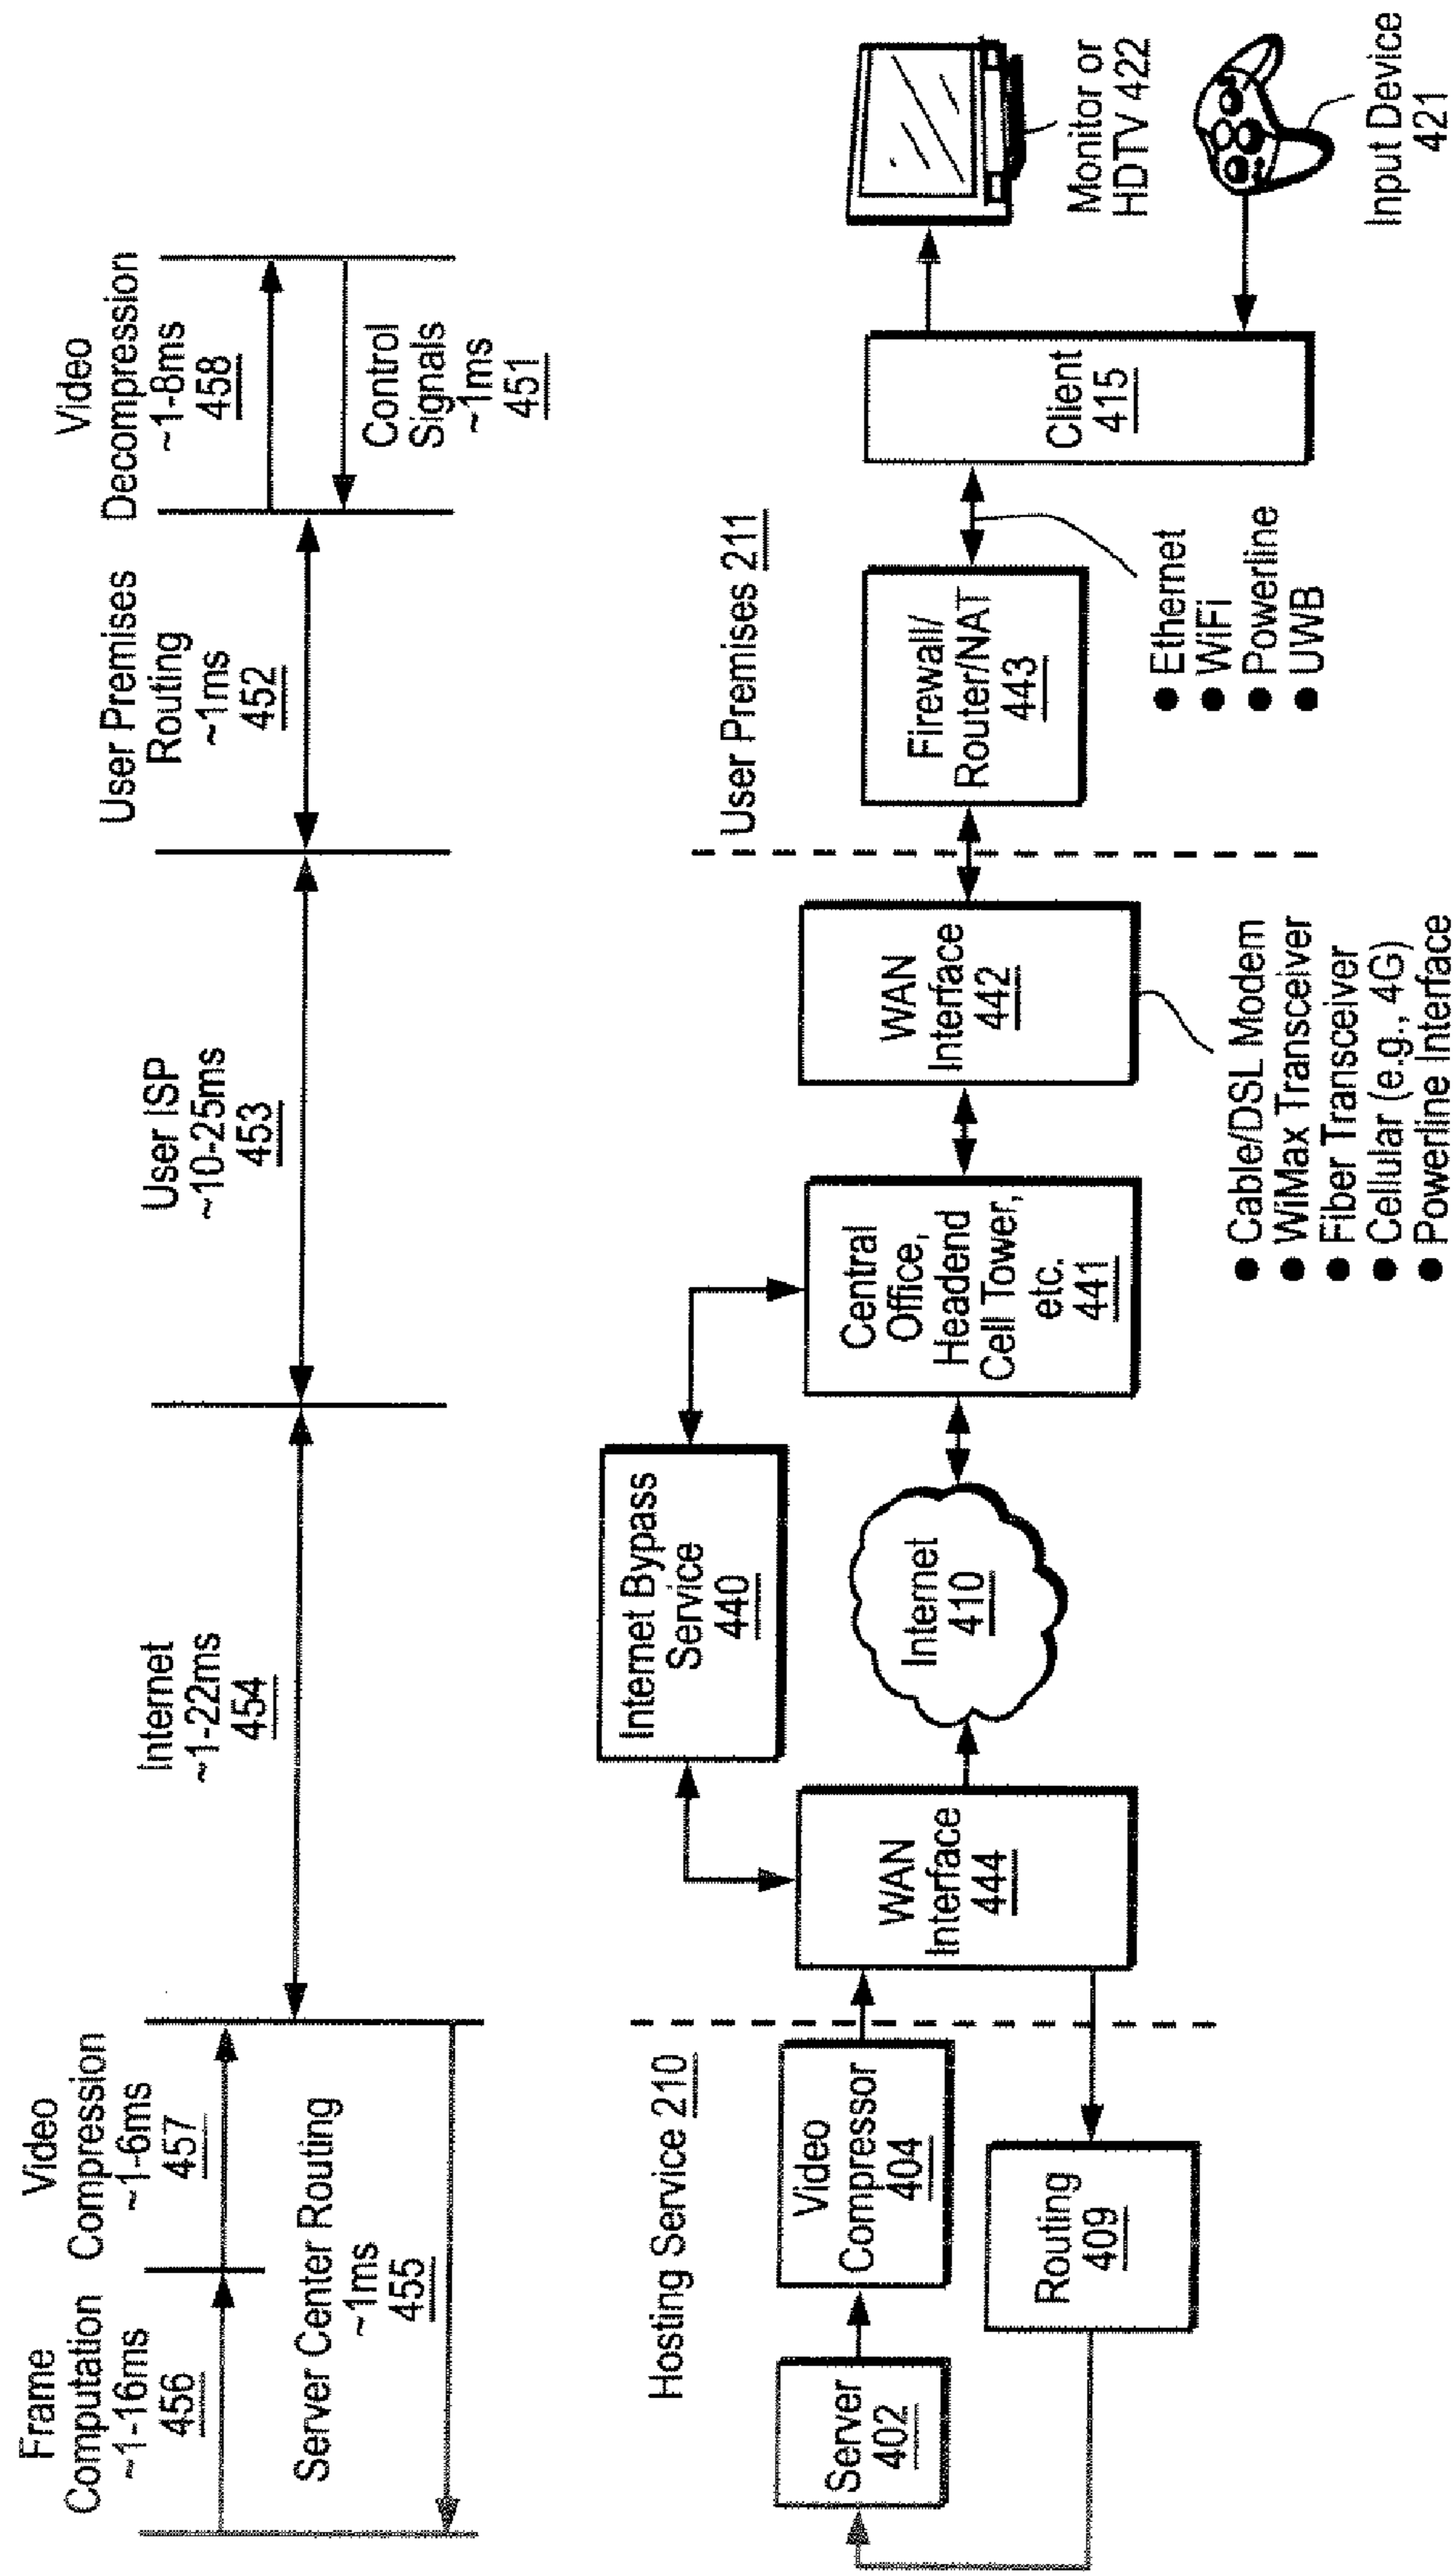 Frame
Computation
~1-16ms
456
Video
Compression
~1-6ms
457
Server Center Routing
~1ms
455
Internet
~1-22ms
454
User ISP
~10-25ms
453
User Premises
Routing
~1ms
452
Video
Decompression
~1-8ms
458
Control
Signals
~1ms
451
Hosting Service 210
Server
402
Video
Compressor
404
Routing
409
WAN
Interface
444
Internet Bypass
Service
440
Internet
410
Central
Office,
Headend
Cell Tower,
etc.
441
WAN
Interface
442
● Cable/DSL Modem
● WiMax Transceiver
● Fiber Transceiver
● Cellular (e.g., 4G)
● Powerline Interface
User Premises 211
Firewall/
Router/NAT
443
● Ethernet
● WiFi
● Powerline
● UWB
Client
415
Monitor or
HDTV 422
Input Device
421